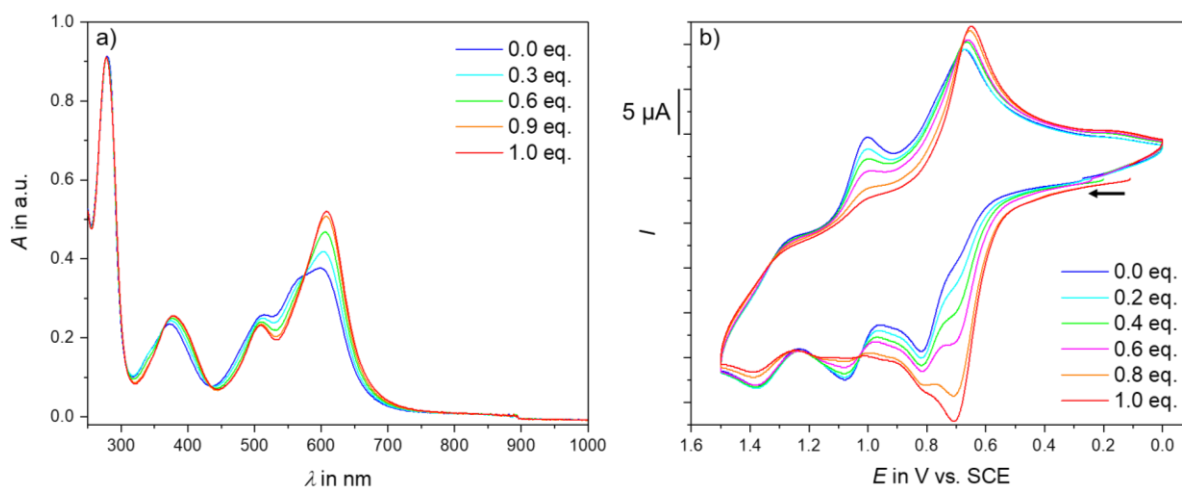 a)
1.0
0.8
0.6
0.4
0.2
0.0
A in a.u.
0.0 eq.
0.3 eq.
0.6 eq.
0.9 eq.
1.0 eq.
300 400 500 600 700 800 900 1000
λ in nm
b)
5 µA
I
0.0 eq.
0.2 eq.
0.4 eq.
0.6 eq.
0.8 eq.
1.0 eq.
1.6 1.4 1.2 1.0 0.8 0.6 0.4 0.2 0.0
E in V vs. SCE